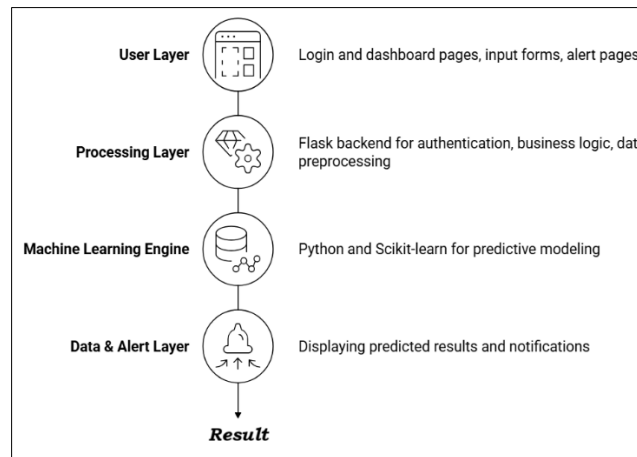 User Layer
Login and dashboard pages, input forms, alert pages
Processing Layer
Flask backend for authentication, business logic, dat
preprocessing
Machine Learning Engine
Python and Scikit-learn for predictive modeling
Data & Alert Layer
Displaying predicted results and notifications
Result